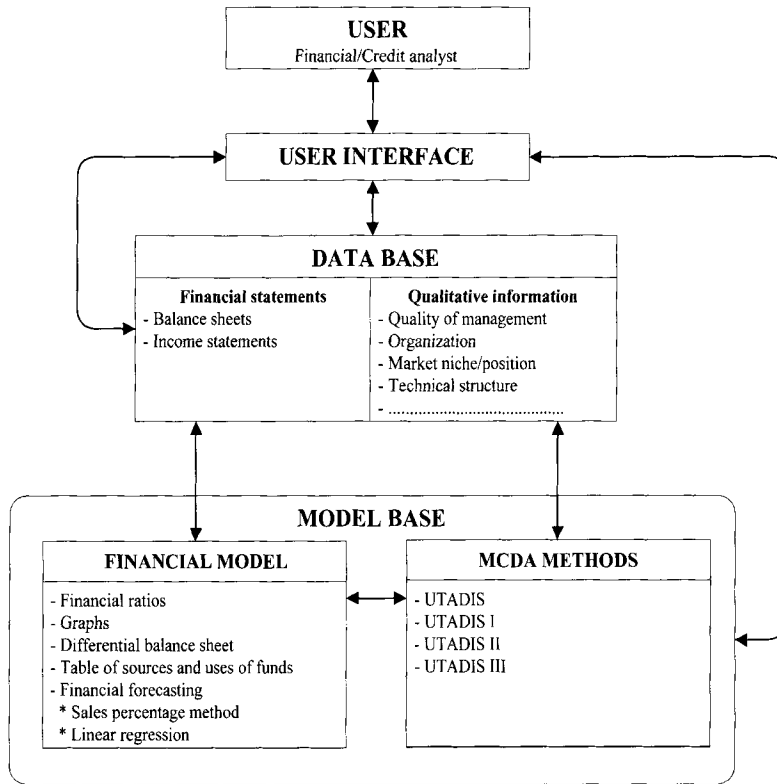 USER
Financial/Credit analyst
USER INTERFACE
DATA BASE
Financial statements
- Balance sheets
- Income statements
Qualitative information
- Quality of management
- Organization
- Market niche/position
- Technical structure
- ........................................
MODEL BASE
FINANCIAL MODEL
- Financial ratios
- Graphs
- Differential balance sheet
- Table of sources and uses of funds
- Financial forecasting
* Sales percentage method
* Linear regression
MCDA METHODS
- UTADIS
- UTADIS I
- UTADIS II
- UTADIS III